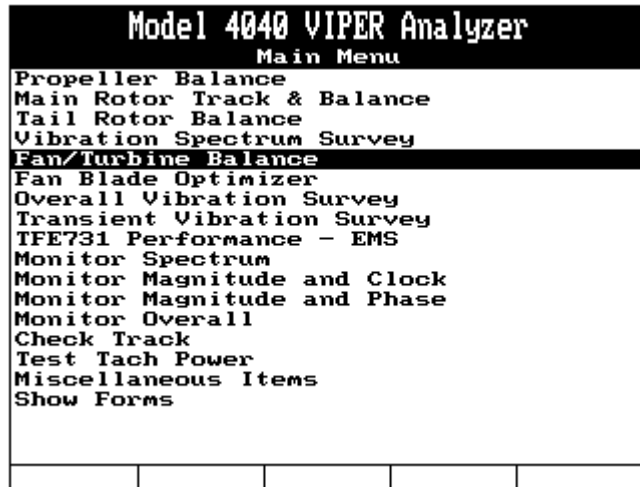 Model 4040 VIPER Analyzer
Main Menu
Propeller Balance
Main Rotor Track & Balance
Tail Rotor Balance
Vibration Spectrum Survey
Fan/Turbine Balance
Fan Blade Optimizer
Overall Vibration Survey
Transient Vibration Survey
TFE731 Performance - EMS
Monitor Spectrum
Monitor Magnitude and Clock
Monitor Magnitude and Phase
Monitor Overall
Check Track
Test Tach Power
Miscellaneous Items
Show Forms